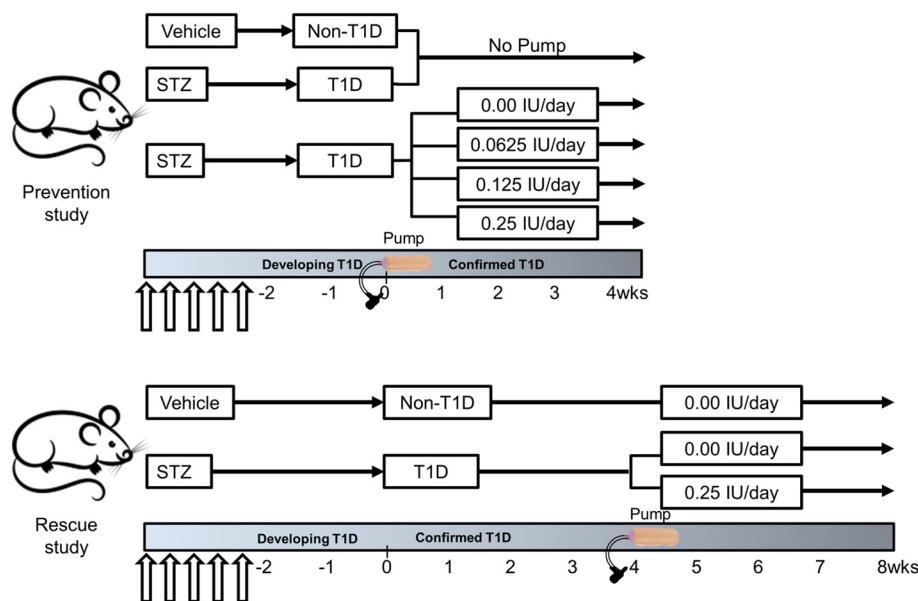 Vehicle
Non-T1D
No Pump
STZ
T1D
0.00 IU/day
0.0625 IU/day
STZ
T1D
0.125 IU/day
0.25 IU/day
Prevention
study
Pump
Developing T1D
Confirmed T1D
-2 -1 0 1 2 3 4wks
Vehicle
Non-T1D
0.00 IU/day
STZ
T1D
0.00 IU/day
0.25 IU/day
Rescue
study
Pump
Developing T1D
Confirmed T1D
-2 -1 0 1 2 3 4 5 6 7 8wks